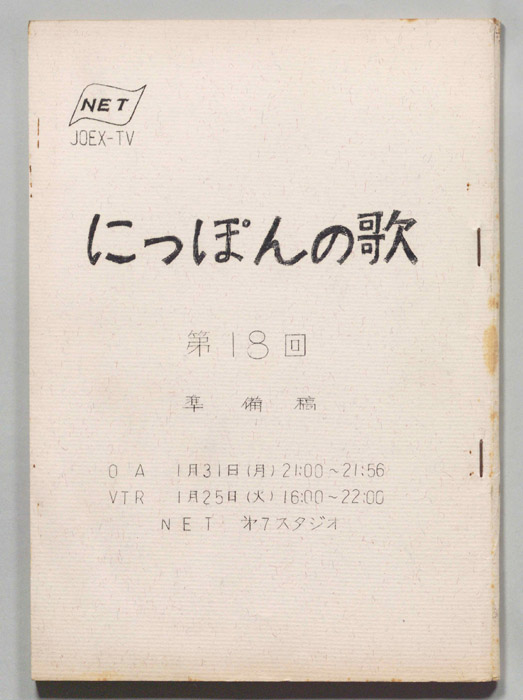 NET
JOEX-TV
にっぽんの歌
第18回
準備稿
OA 1月31日(月)21:00~21:56
VTR 1月25日(火)16:00~22:00
NET 第7スタジオ